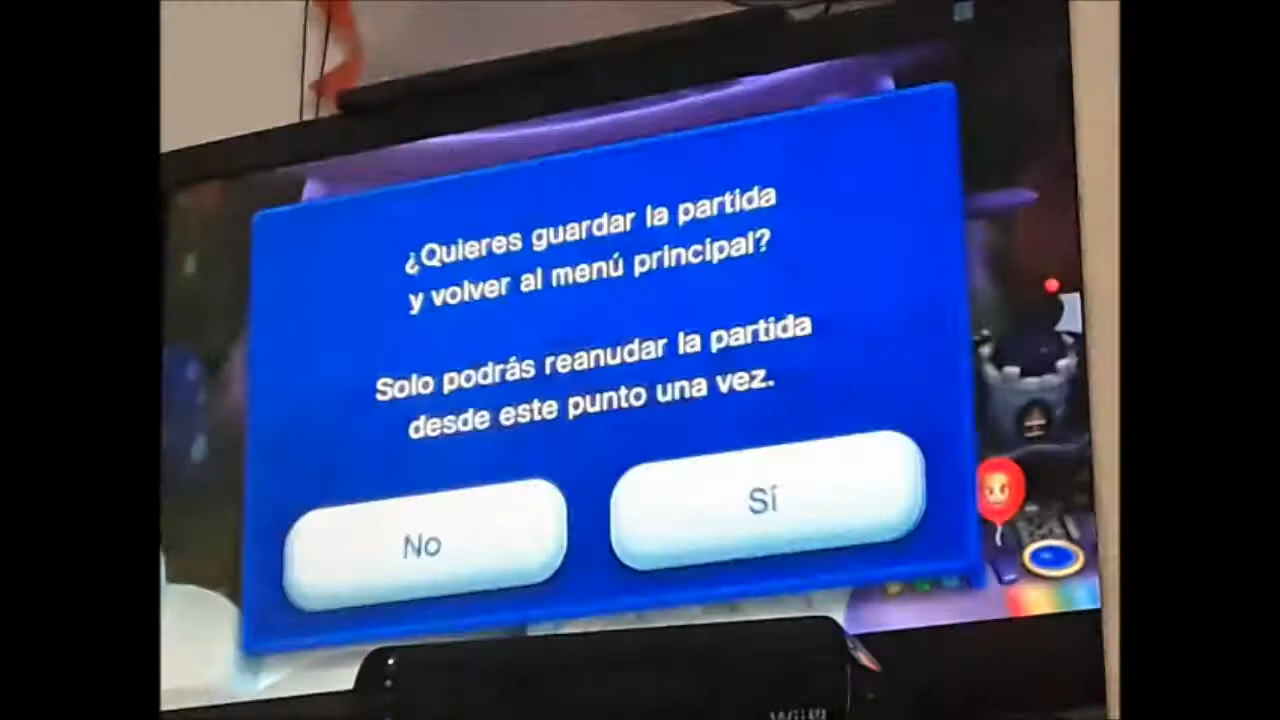 ¿Quieres guardar la partida
y volver al menú principal?
Solo podrás reanudar la partida
desde este punto una vez.
No
Sí